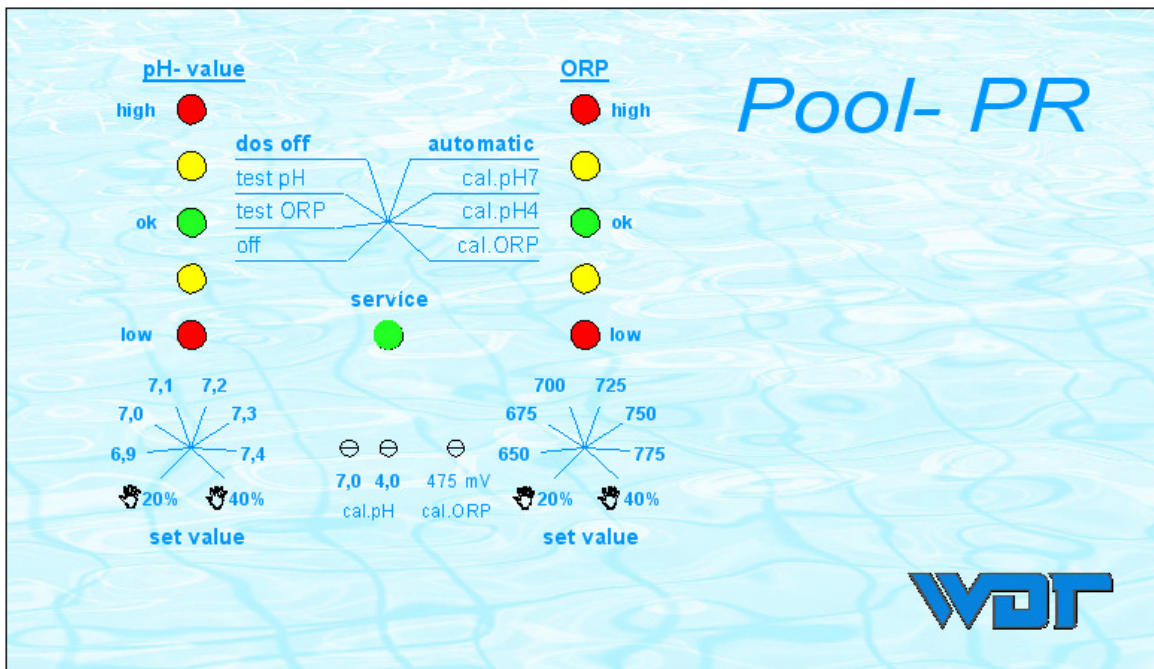 pH- value
ORP
Pool- PR
high
high
dos off
automatic
test pH
cal.pH7
test ORP
cal.pH4
ok
ok
off
cal.ORP
service
low
low
7,1 7,2
7,0 7,3
6,9 7,4
20% 40%
set value
7,0 4,0 475 mV
cal.pH cal.ORP
700 725
675 750
650 775
20% 40%
set value
WDT